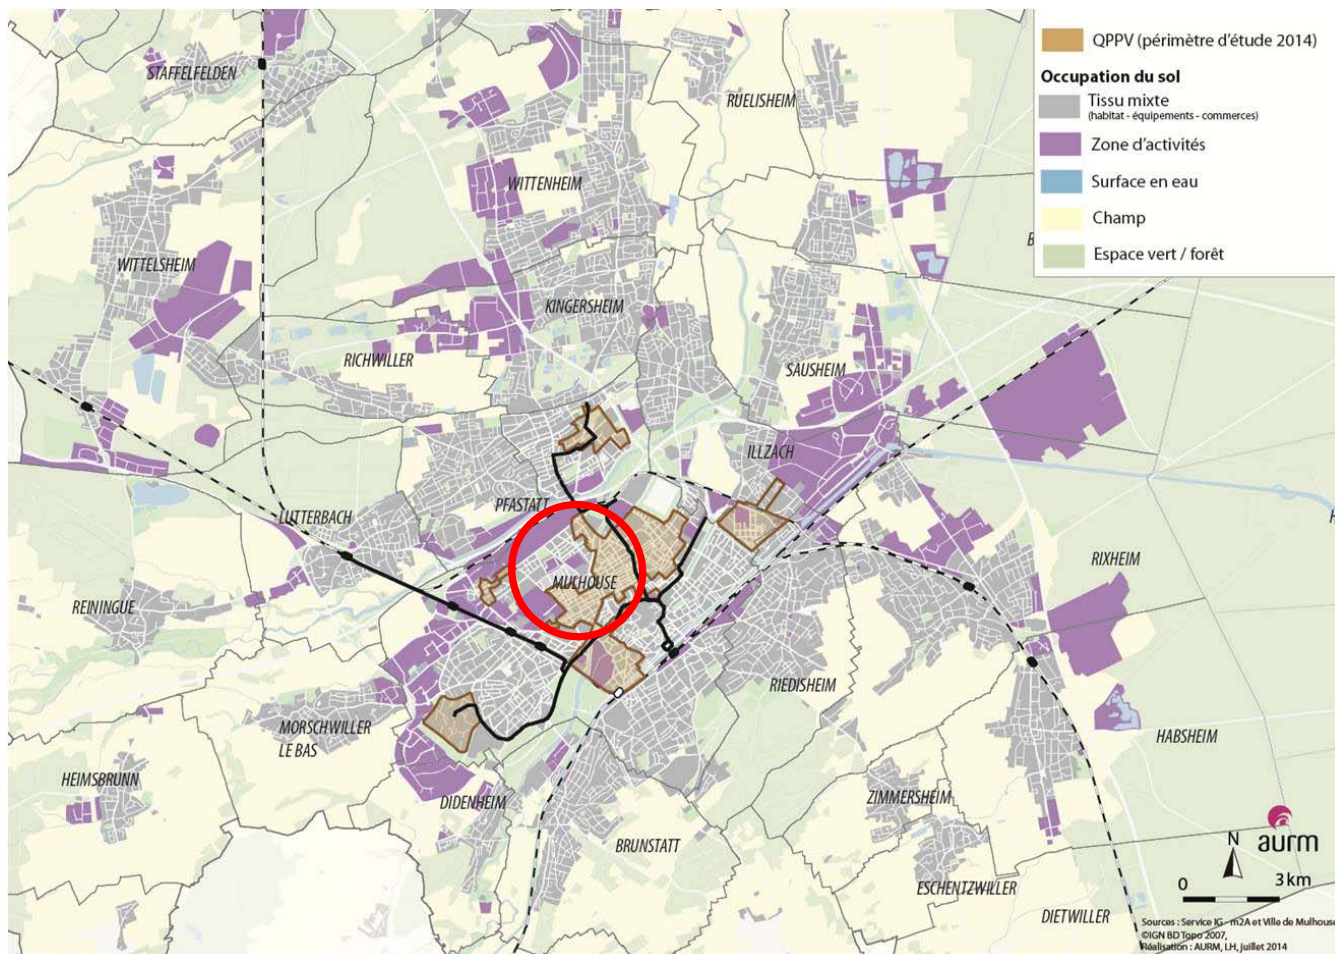 QPPV (périmètre d'étude 2014)
Occupation du sol
Tissu mixte
(habitat - équipements - commerces)
Zone d'activités
Surface en eau
Champ
Espace vert / forêt
STAFFELFELDEN
RUELISHEIM
WITTENHEIM
B
WITTELSHEIM
KINGERSHEIM
RICHWILLER
SAUSHEIM
ILLZACH
PFASTATT
LUTTERBACH
H
RIXHEIM
MULHOUSE
REININGUE
RIEDISHEIM
MORSCHWILLER
LE BAS
HABSHEIM
HEIMSBRUNN
DIDENHEIM
ZIMMERSHEIM
BRUNSTATT
ESCHENTZWILLER
DIETWILLER
N
aurm
0 3 km
Sources : Service IG - m2A et Ville de Mulhouse
©IGN BD Topo 2007,
Réalisation : AURM, LH, juillet 2014